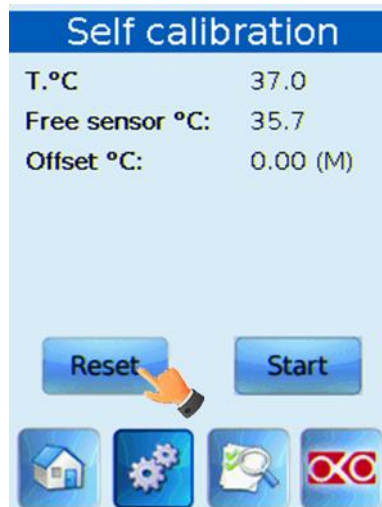 Self calibration
T.°C 37.0
Free sensor °C: 35.7
Offset °C: 0.00 (M)
Reset Start